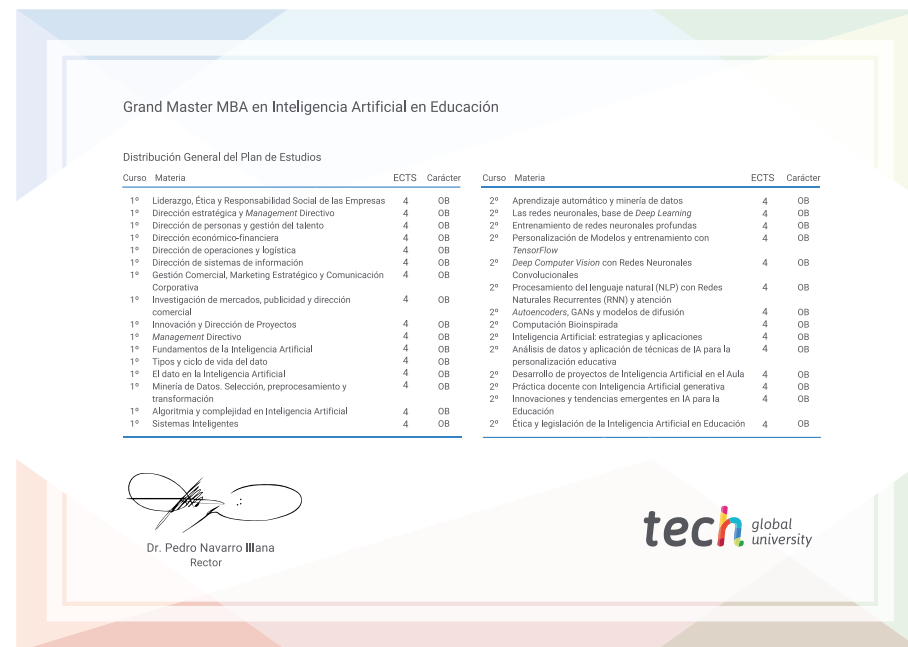 Grand Master MBA en Inteligencia Artificial en Educación
Distribución General del Plan de Estudios
Curso Materia ECTS Carácter
1º Liderazgo, Ética y Responsabilidad Social de las Empresas 4 OB
1º Dirección estratégica y Management Directivo 4 OB
1º Dirección de personas y gestión del talento 4 OB
1º Dirección económico-financiera 4 OB
1º Dirección de operaciones y logística 4 OB
1º Dirección de sistemas de información 4 OB
1º Gestión Comercial, Marketing Estratégico y Comunicación 4 OB
Corporativa
1º Investigación de mercados, publicidad y dirección 4 OB
comercial
1º Innovación y Dirección de Proyectos 4 OB
1º Management Directivo 4 OB
1º Fundamentos de la Inteligencia Artificial 4 OB
1º Tipos y ciclo de vida del dato 4 OB
1º El dato en la Inteligencia Artificial 4 OB
1º Minería de Datos. Selección, preprocesamiento y 4 OB
transformación
1º Algoritmia y complejidad en Inteligencia Artificial 4 OB
1º Sistemas Inteligentes 4 OB
Curso Materia ECTS Carácter
2º Aprendizaje automático y minería de datos 4 OB
2º Las redes neuronales, base de Deep Learning 4 OB
2º Entrenamiento de redes neuronales profundas 4 OB
2º Personalización de Modelos y entrenamiento con 4 OB
TensorFlow
2º Deep Computer Vision con Redes Neuronales 4 OB
Convolucionales
2º Procesamiento del lenguaje natural (NLP) con Redes 4 OB
Naturales Recurrentes (RNN) y atención
2º Autoencoders, GANs y modelos de difusión 4 OB
2º Computación Bioinspirada 4 OB
2º Inteligencia Artificial: estrategias y aplicaciones 4 OB
2º Análisis de datos y aplicación de técnicas de IA para la 4 OB
personalización educativa
2º Desarrollo de proyectos de Inteligencia Artificial en el Aula 4 OB
2º Práctica docente con Inteligencia Artificial generativa 4 OB
2º Innovaciones y tendencias emergentes en IA para la 4 OB
Educación
2º Ética y legislación de la Inteligencia Artificial en Educación 4 OB
Dr. Pedro Navarro Illana
Rector
tech global
university